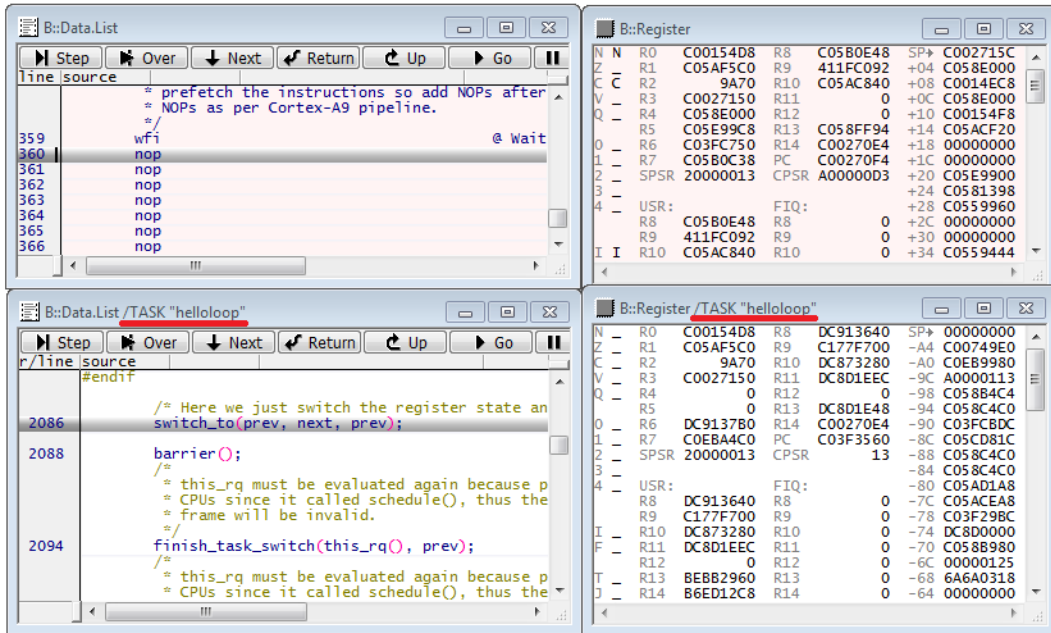 B::Data.List
Step Over Next Return Up Go
line source
* prefetch the instructions so add NOPs after
* NOPs as per Cortex-A9 pipeline.
*/
359 wfi @ Wait
360 nop
361 nop
362 nop
363 nop
364 nop
365 nop
366 nop
B::Register
N N R0 C00154D8 R8 C05B0E48 SP C002715C
Z _ R1 C05AF5C0 R9 411FC092 +04 C058E000
C C R2 9A70 R10 C05AC840 +08 C0014EC8
V _ R3 C0027150 R11 0 +0C C058E000
Q _ R4 C058E000 R12 0 +10 C00154F8
R5 C05E99C8 R13 C058FF94 +14 C05ACF20
0 _ R6 C03FC750 R14 C00270E4 +18 00000000
1 _ R7 C05B0C38 PC C00270F4 +1C 00000000
2 _ SPSR 20000013 CPSR A00000D3 +20 C05E9900
3 _ +24 C0581398
4 _ USR: FIQ: +28 C0559960
R8 C05B0E48 R8 0 +2C 00000000
R9 411FC092 R9 0 +30 00000000
I I R10 C05AC840 R10 0 +34 C0559444
B::Data.List /TASK "helloloop"
Step Over Next Return Up Go
r/line source
#endif
/* Here we just switch the register state an
2086 switch_to(prev, next, prev);
2088 barrier();
/*
* this_rq must be evaluated again because p
* CPUs since it called schedule(), thus the
* frame will be invalid.
*/
2094 finish_task_switch(this_rq(), prev);
/*
* this_rq must be evaluated again because p
* CPUs since it called schedule(), thus the
B::Register /TASK "helloloop"
N _ R0 C00154D8 R8 DC913640 SP 00000000
Z _ R1 C05AF5C0 R9 C177F700 -A4 C00749E0
C _ R2 9A70 R10 DC873280 -A0 C0EB9980
V _ R3 C0027150 R11 DC8D1EEC -9C A0000113
Q _ R4 0 R12 0 -98 C058B4C4
R5 0 R13 DC8D1E48 -94 C058C4C0
0 _ R6 DC9137B0 R14 C00270E4 -90 C03FCBDC
1 _ R7 C0EBA4C0 PC C03F3560 -8C C05CD81C
2 _ SPSR 20000013 CPSR 13 -88 C058C4C0
3 _ -84 C058C4C0
4 _ USR: FIQ: -80 C05AD1A8
R8 DC913640 R8 0 -7C C05ACEA8
R9 C177F700 R9 0 -78 C03F29BC
I _ R10 DC873280 R10 0 -74 DC8D0000
F _ R11 DC8D1EEC R11 0 -70 C058B980
R12 0 R12 0 -6C 00000125
T _ R13 BEBB2960 R13 0 -68 6A6A0318
J _ R14 B6ED12C8 R14 0 -64 00000000